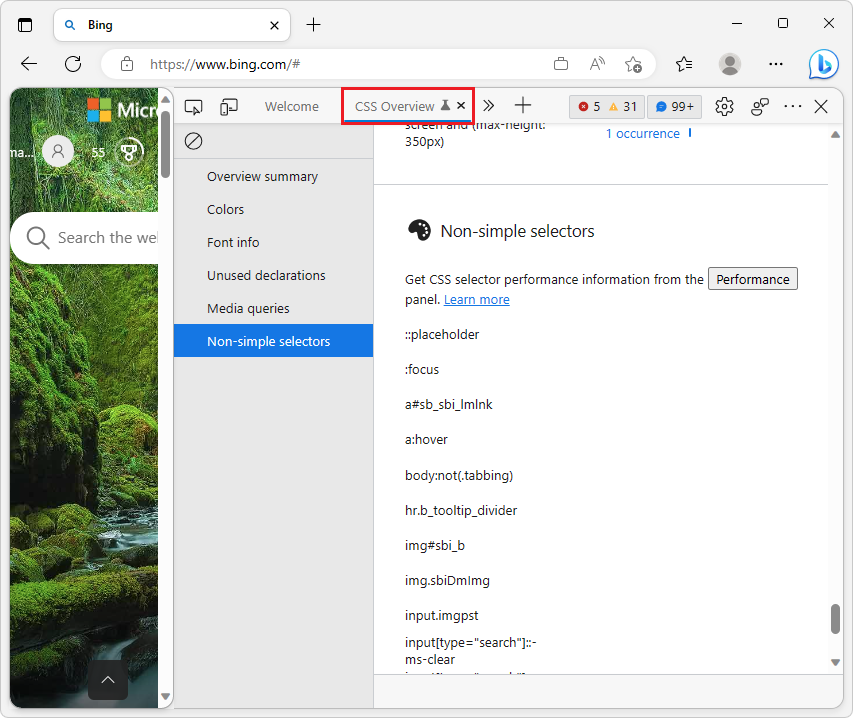 Bing
https://www.bing.com/#
Welcome
CSS Overview
5
31
99+
Micro
ma...
55
Search the we
Overview summary
Colors
Font info
Unused declarations
Media queries
Non-simple selectors
screen and (max-height:
350px)
1 occurrence
Non-simple selectors
Get CSS selector performance information from the Performance
panel. Learn more
::placeholder
:focus
a#sb_sbi_lmlnk
a:hover
body:not(.tabbing)
hr.b_tooltip_divider
img#sbi_b
img.sbiDmImg
input.imgpst
input[type="search"]::-
ms-clear